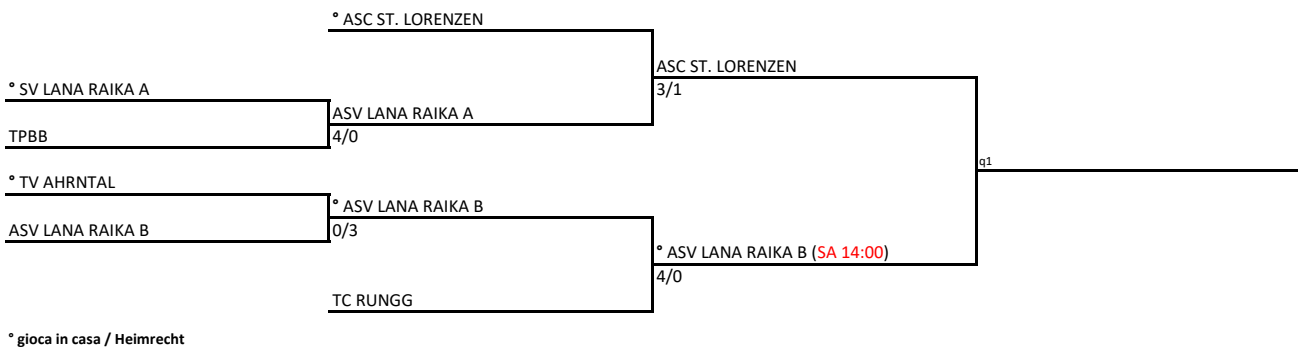 ° ASC ST. LORENZEN
ASC ST. LORENZEN
° SV LANA RAIKA A
3/1
ASV LANA RAIKA A
TPBB
4/0
° TV AHRNTAL
q1
° ASV LANA RAIKA B
ASV LANA RAIKA B
0/3
° ASV LANA RAIKA B (SA 14:00)
4/0
TC RUNGG
° gioca in casa / Heimrecht